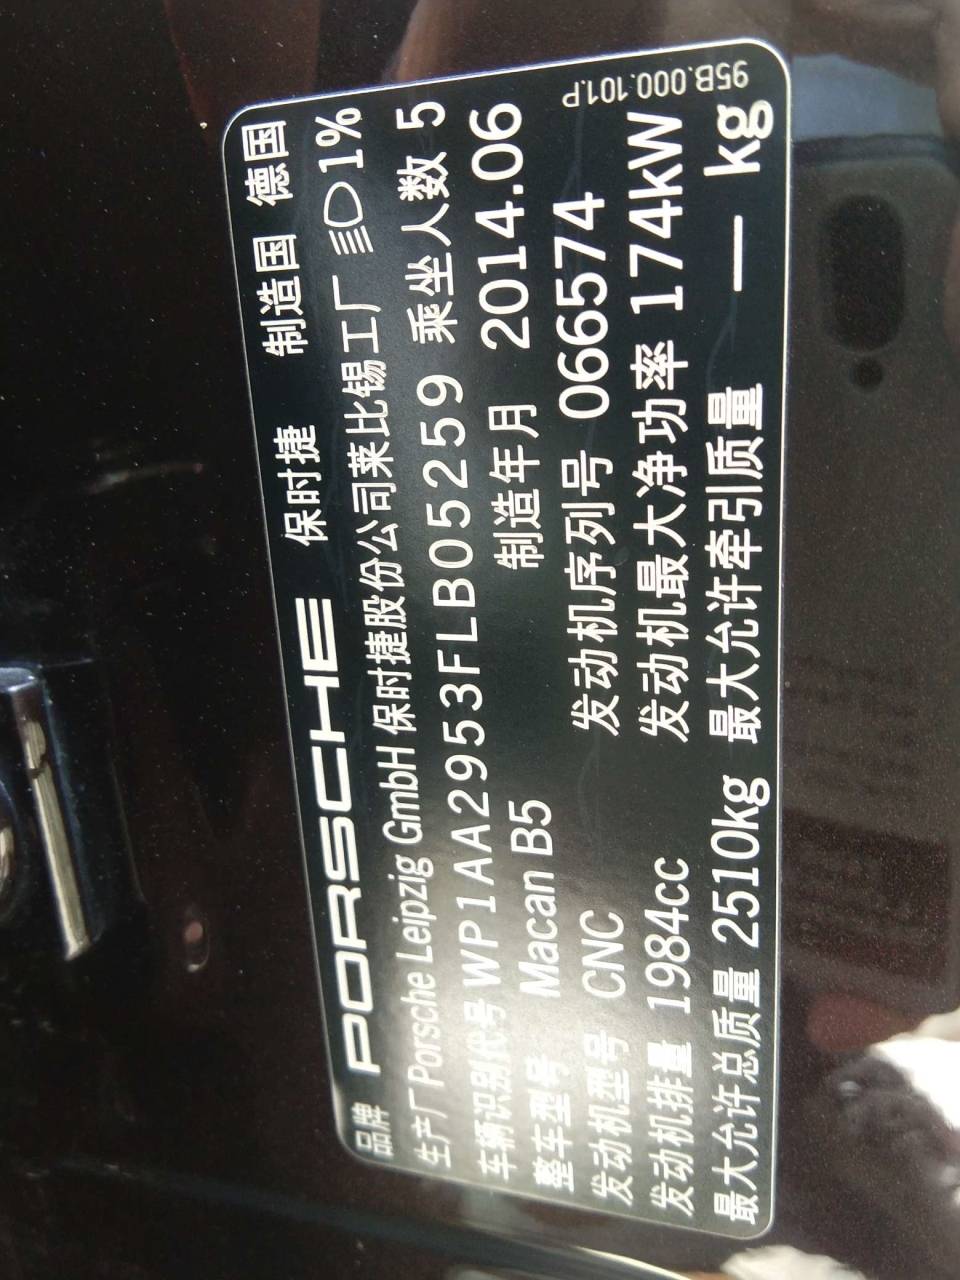 品牌 PORSCHE 保时捷 制造国 德国
生产厂 Porsche Leipzig GmbH 保时捷股份公司莱比锡工厂 1%
车辆识别代号 WP1AA2953FLB05259 乘坐人数 5
整车型号 Macan B5 制造年月 2014.06
发动机型号 CNC 发动机序列号 066574
发动机排量 1984cc 发动机最大净功率 174kW
最大允许总质量 2510kg 最大允许牵引质量 — kg
95B.000.101.P